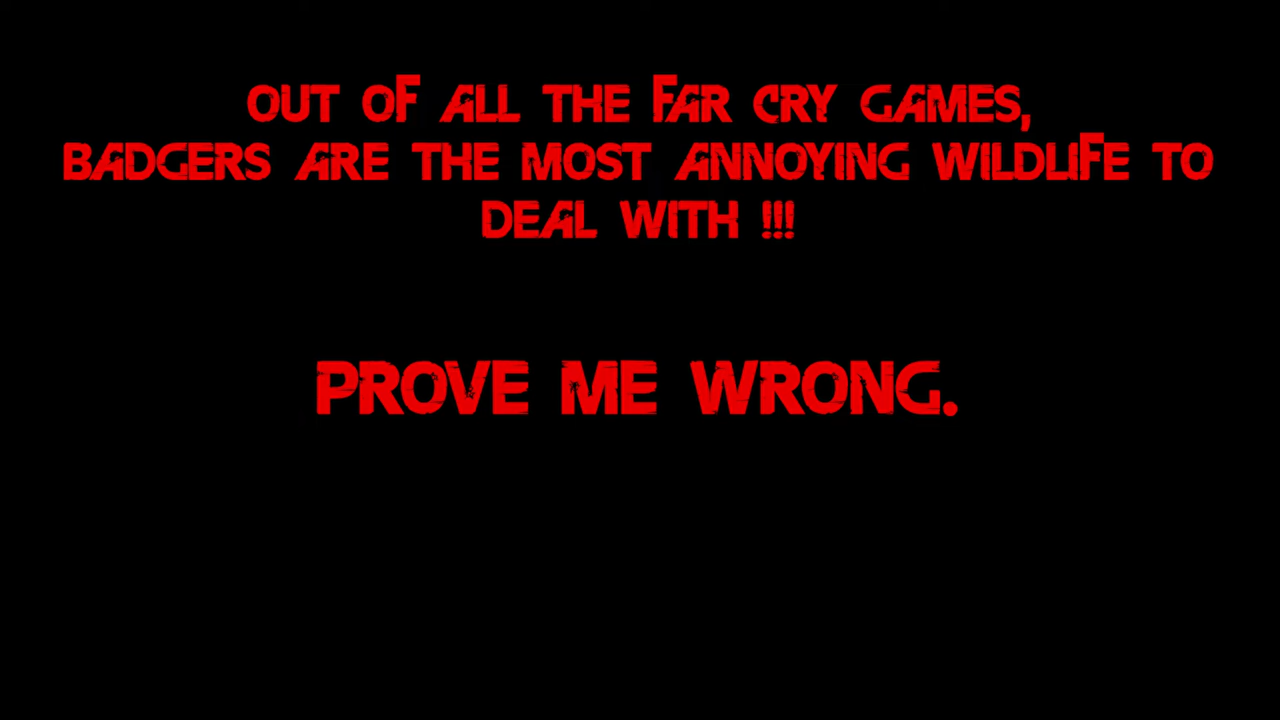 OUT OF ALL THE FAR CRY GAMES,
BADGERS ARE THE MOST ANNOYING WILDLIFE TO
DEAL WITH !!!
PROVE ME WRONG.